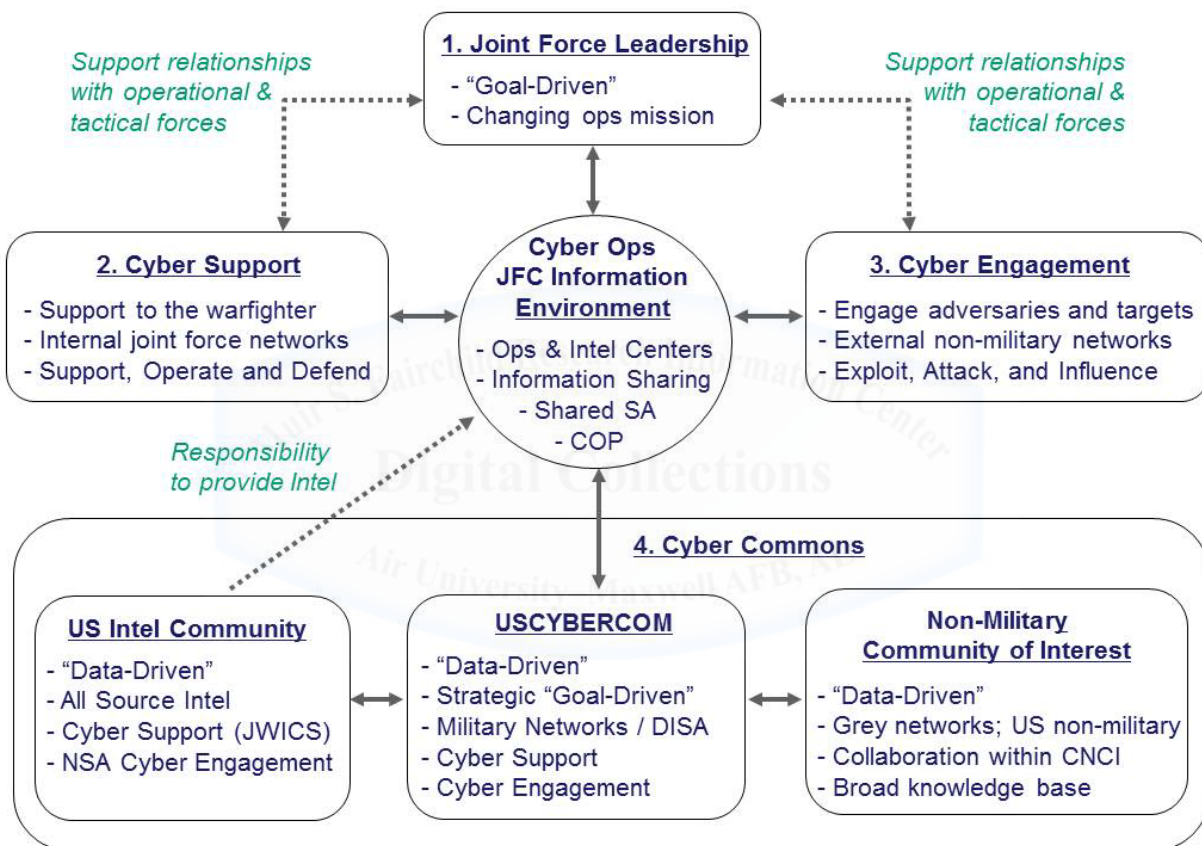 1. Joint Force Leadership
- “Goal-Driven”
- Changing ops mission
Support relationships
with operational &
tactical forces
Support relationships
with operational &
tactical forces
2. Cyber Support
- Support to the warfighter
- Internal joint force networks
- Support, Operate and Defend
Cyber Ops
JFC Information
Environment
- Ops & Intel Centers
- Information Sharing
- Shared SA
- COP
3. Cyber Engagement
- Engage adversaries and targets
- External non-military networks
- Exploit, Attack, and Influence
Responsibility
to provide Intel
4. Cyber Commons
US Intel Community
- “Data-Driven”
- All Source Intel
- Cyber Support (JWICS)
- NSA Cyber Engagement
USCYBERCOM
- “Data-Driven”
- Strategic “Goal-Driven”
- Military Networks / DISA
- Cyber Support
- Cyber Engagement
Non-Military
Community of Interest
- “Data-Driven”
- Grey networks; US non-military
- Collaboration within CNCI
- Broad knowledge base
Muir S. Fairchild Research Information Center
Digital Collections
Air University, Maxwell AFB,